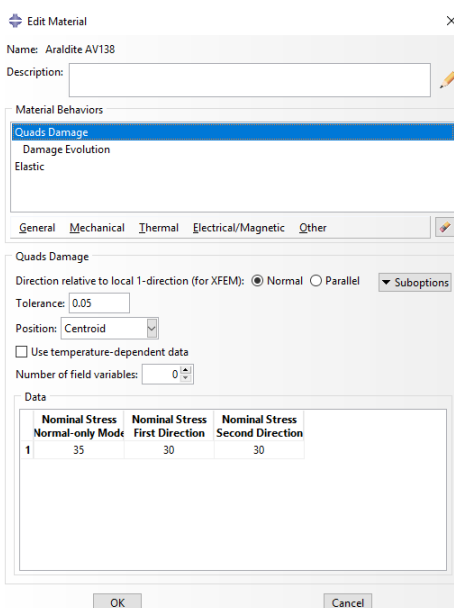 Edit Material
Name: Araldite AV138
Description:
Material Behaviors
Quads Damage
Damage Evolution
Elastic
General Mechanical Thermal Electrical/Magnetic Other
Quads Damage
Direction relative to local 1-direction (for XFEM): Normal Parallel Suboptions
Tolerance: 0.05
Position: Centroid
Use temperature-dependent data
Number of field variables: 0
Data
Nominal Stress Nominal Stress Nominal Stress
Normal-only Mode First Direction Second Direction
1 35 30 30
OK Cancel